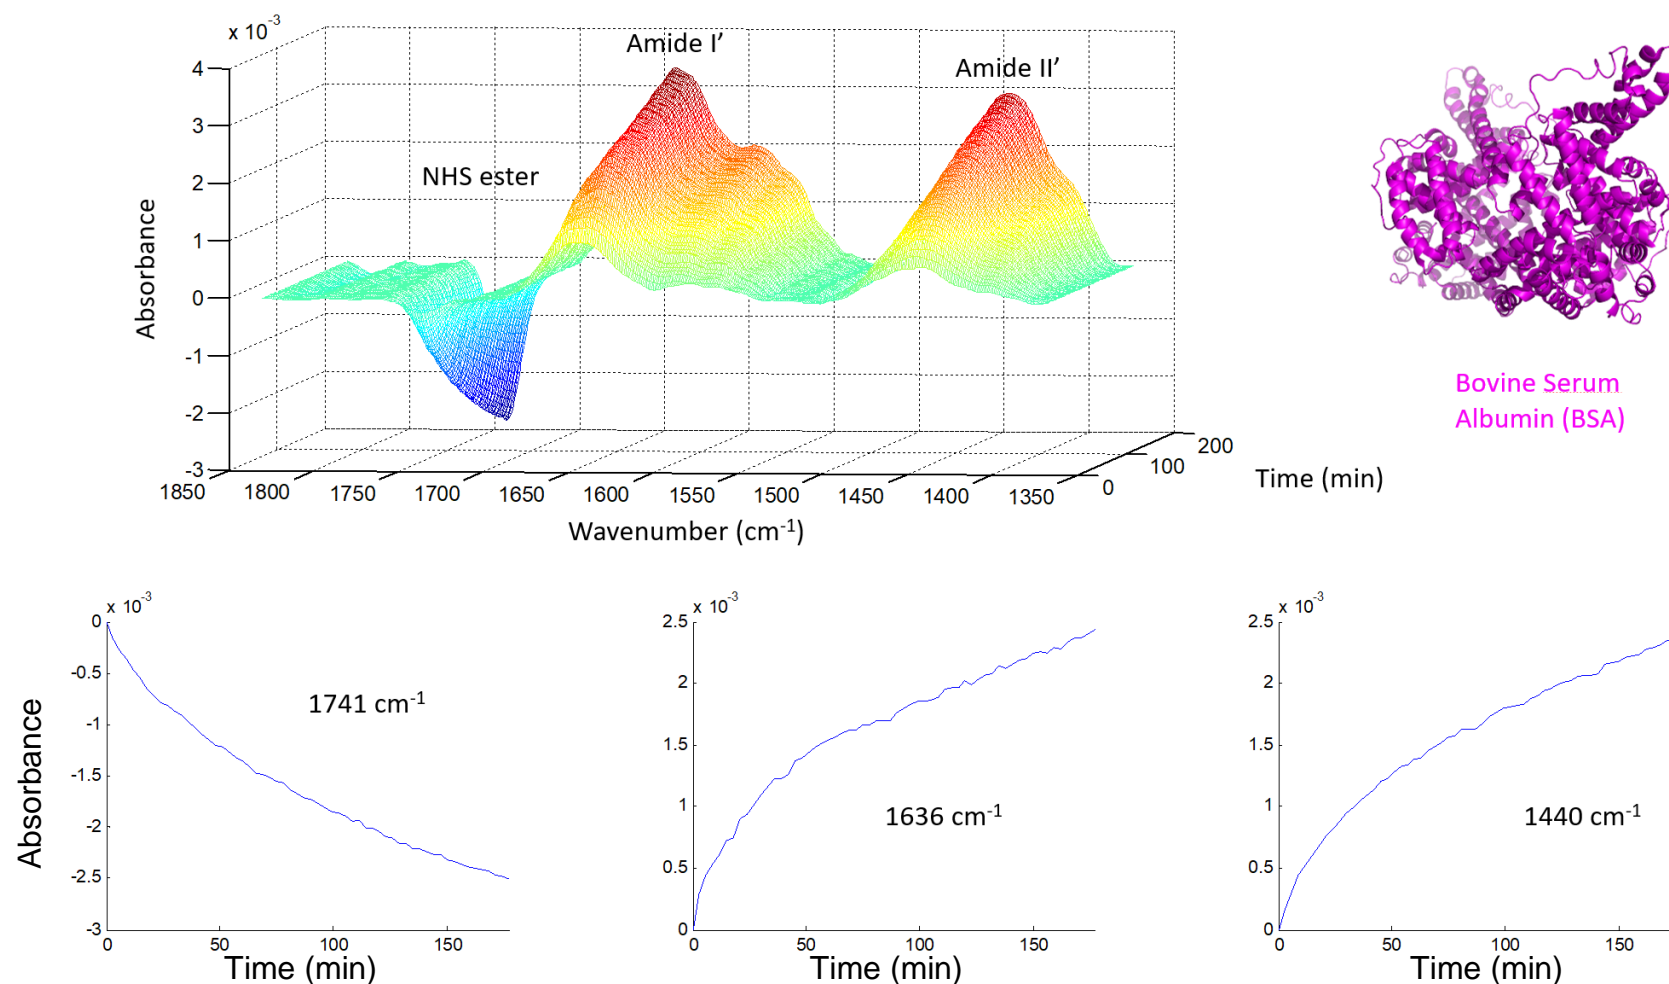 x 10⁻³
Amide I’
Amide II’
NHS ester
Absorbance
4
3
2
1
0
-1
-2
-3
1850
1800
1750
1700
1650
1600
1550
1500
1450
1400
1350
0
100
200
Time (min)
Wavenumber (cm⁻¹)
Bovine Serum
Albumin (BSA)
Absorbance
x 10⁻³
0
-0.5
-1
-1.5
-2
-2.5
-3
1741 cm⁻¹
0
50
100
150
Time (min)
x 10⁻³
2.5
2
1.5
1
0.5
0
1636 cm⁻¹
0
50
100
150
Time (min)
x 10⁻³
2.5
2
1.5
1
0.5
0
1440 cm⁻¹
0
50
100
150
Time (min)